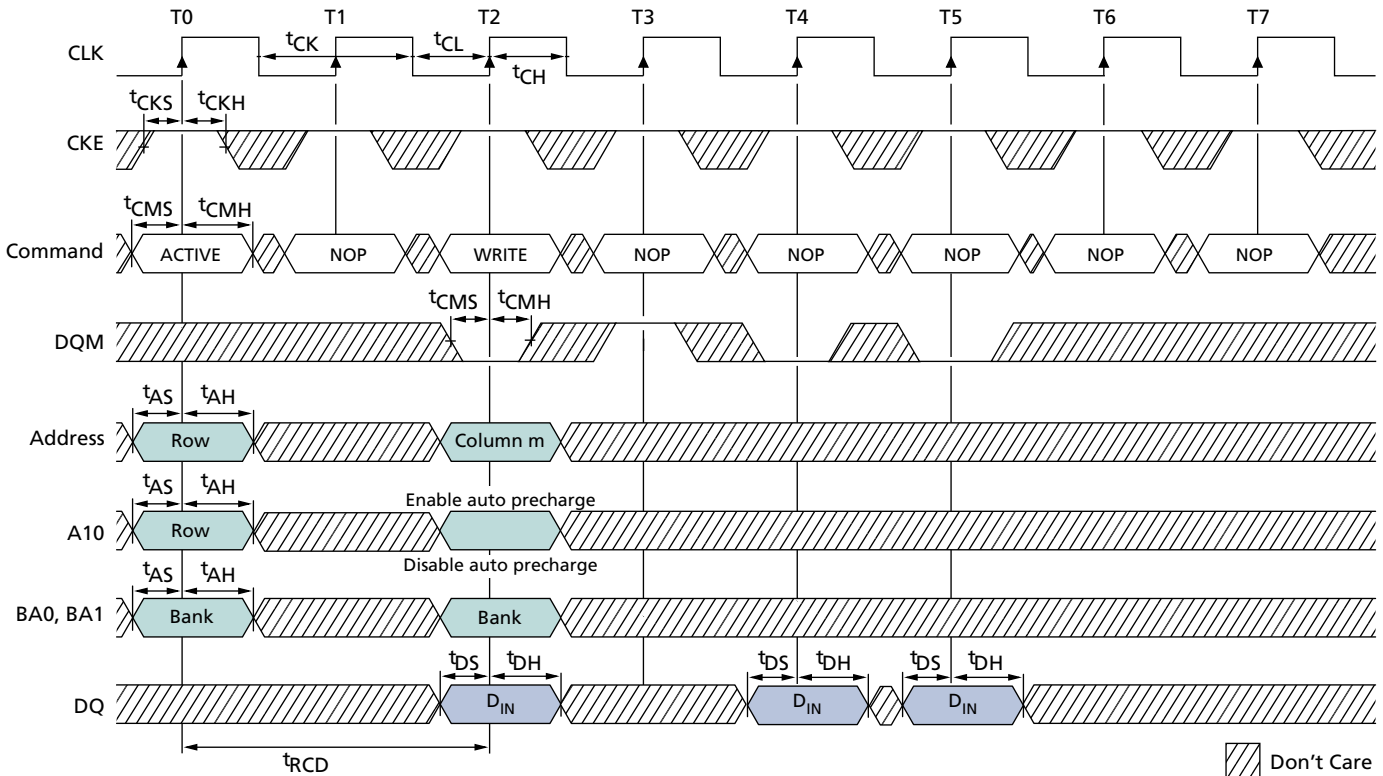 T0 T1 T2 T3 T4 T5 T6 T7
CLK
tCK tCL
tCH
tCKS tCKH
CKE
tCMS tCMH
Command ACTIVE NOP WRITE NOP NOP NOP NOP NOP
tCMS tCMH
DQM
tAS tAH
Address Row Column m
tAS tAH
Enable auto precharge
A10 Row
Disable auto precharge
tAS tAH
BA0, BA1 Bank Bank
tDS tDH tDS tDH tDS tDH
DQ DIN DIN DIN
tRCD
Don't Care